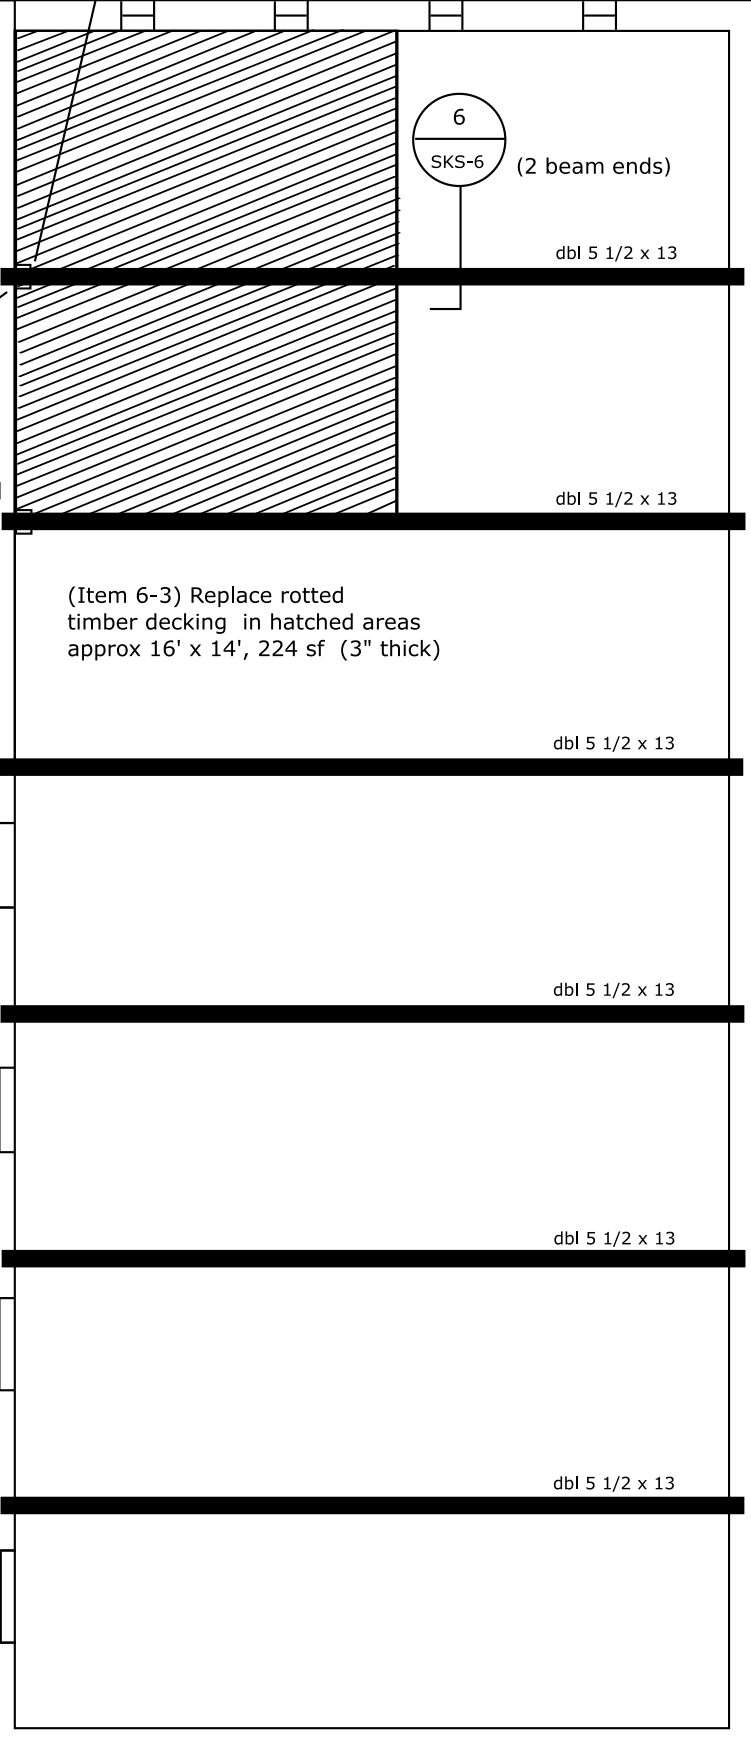 6
SKS-6
(2 beam ends)
dbl 5 1/2 x 13
dbl 5 1/2 x 13
(Item 6-3) Replace rotted
timber decking in hatched areas
approx 16' x 14', 224 sf (3" thick)
dbl 5 1/2 x 13
dbl 5 1/2 x 13
dbl 5 1/2 x 13
dbl 5 1/2 x 13